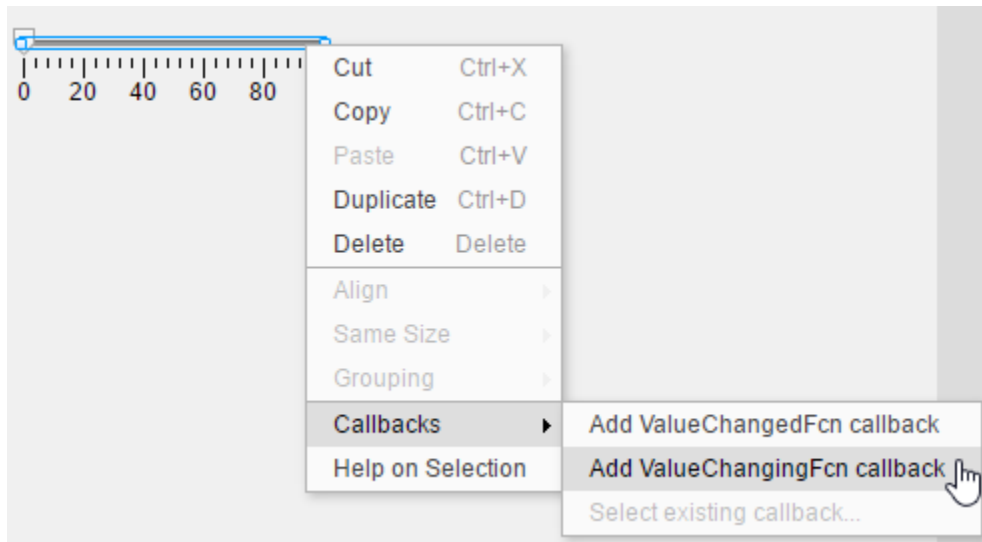 0 20 40 60 80
Cut Ctrl+X
Copy Ctrl+C
Paste Ctrl+V
Duplicate Ctrl+D
Delete Delete
Align
Same Size
Grouping
Callbacks
Help on Selection
Add ValueChangedFcn callback
Add ValueChangingFcn callback
Select existing callback...